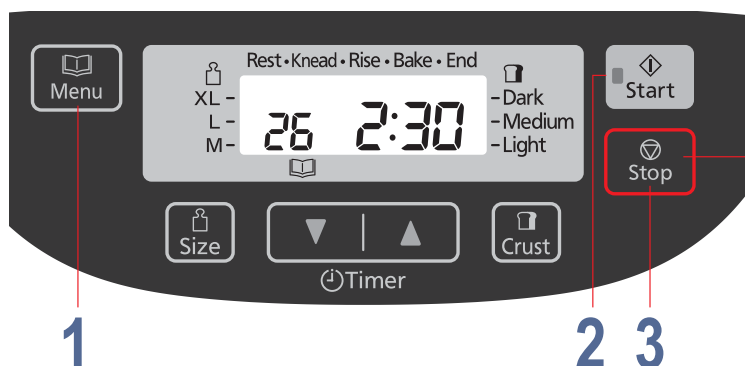 Menu
Rest • Knead • Rise • Bake • End
XL –
L –
M –
26 2:30
– Dark
– Medium
– Light
Start
Stop
Size
Crust
Timer
1
2
3